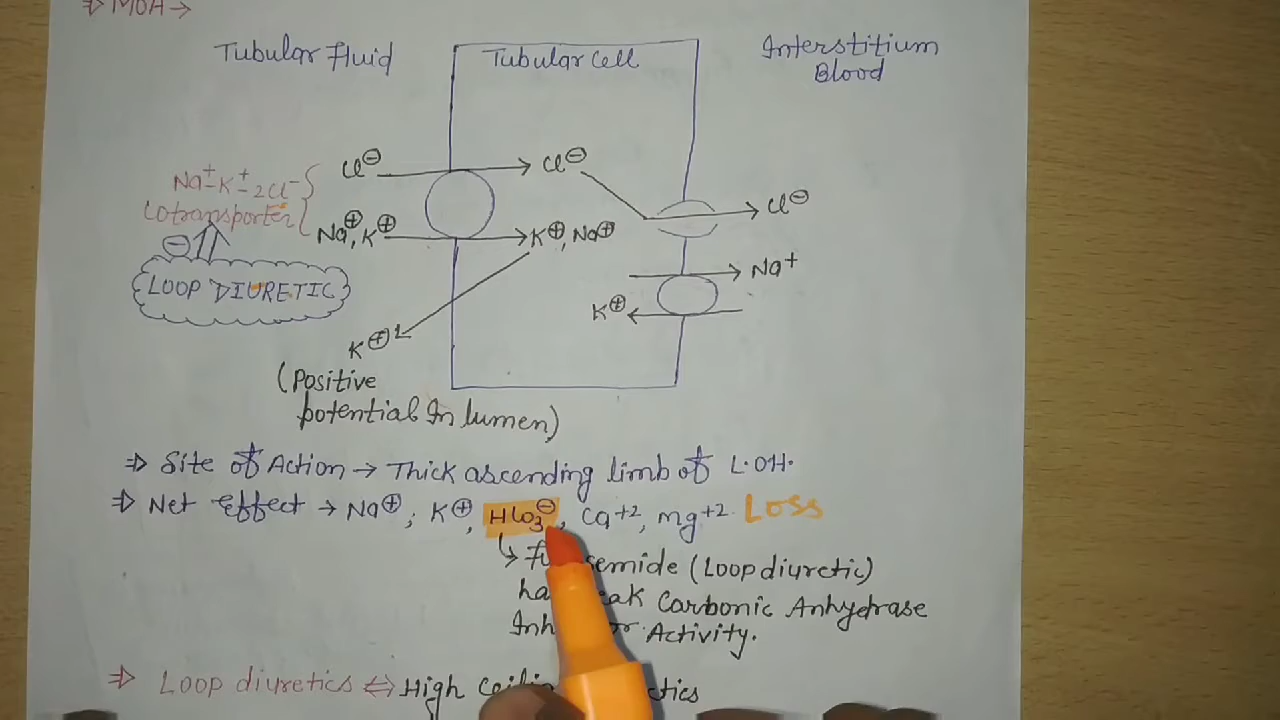 ⇒ MOA →
Tubular Fluid
Tubular Cell
Interstitium
Blood
Cl⊖
Cl⊖
Na⁺-K⁺-2Cl⁻
Cotransporter
Cl⊖
Na⊕, K⊕
K⊕, Na⊕
⊖
LOOP DIURETIC
Na⁺
K⊕
K⊕
(Positive
potential In lumen)
⇒ Site of Action → Thick ascending limb of L.OH.
⇒ Net effect → Na⊕, K⊕, HCO₃⊖, Ca⁺², Mg⁺² LOSS
(Loop diuretic)
Carbonic Anhydrase
Activity.
⇒ Loop diuretics ⇔ High